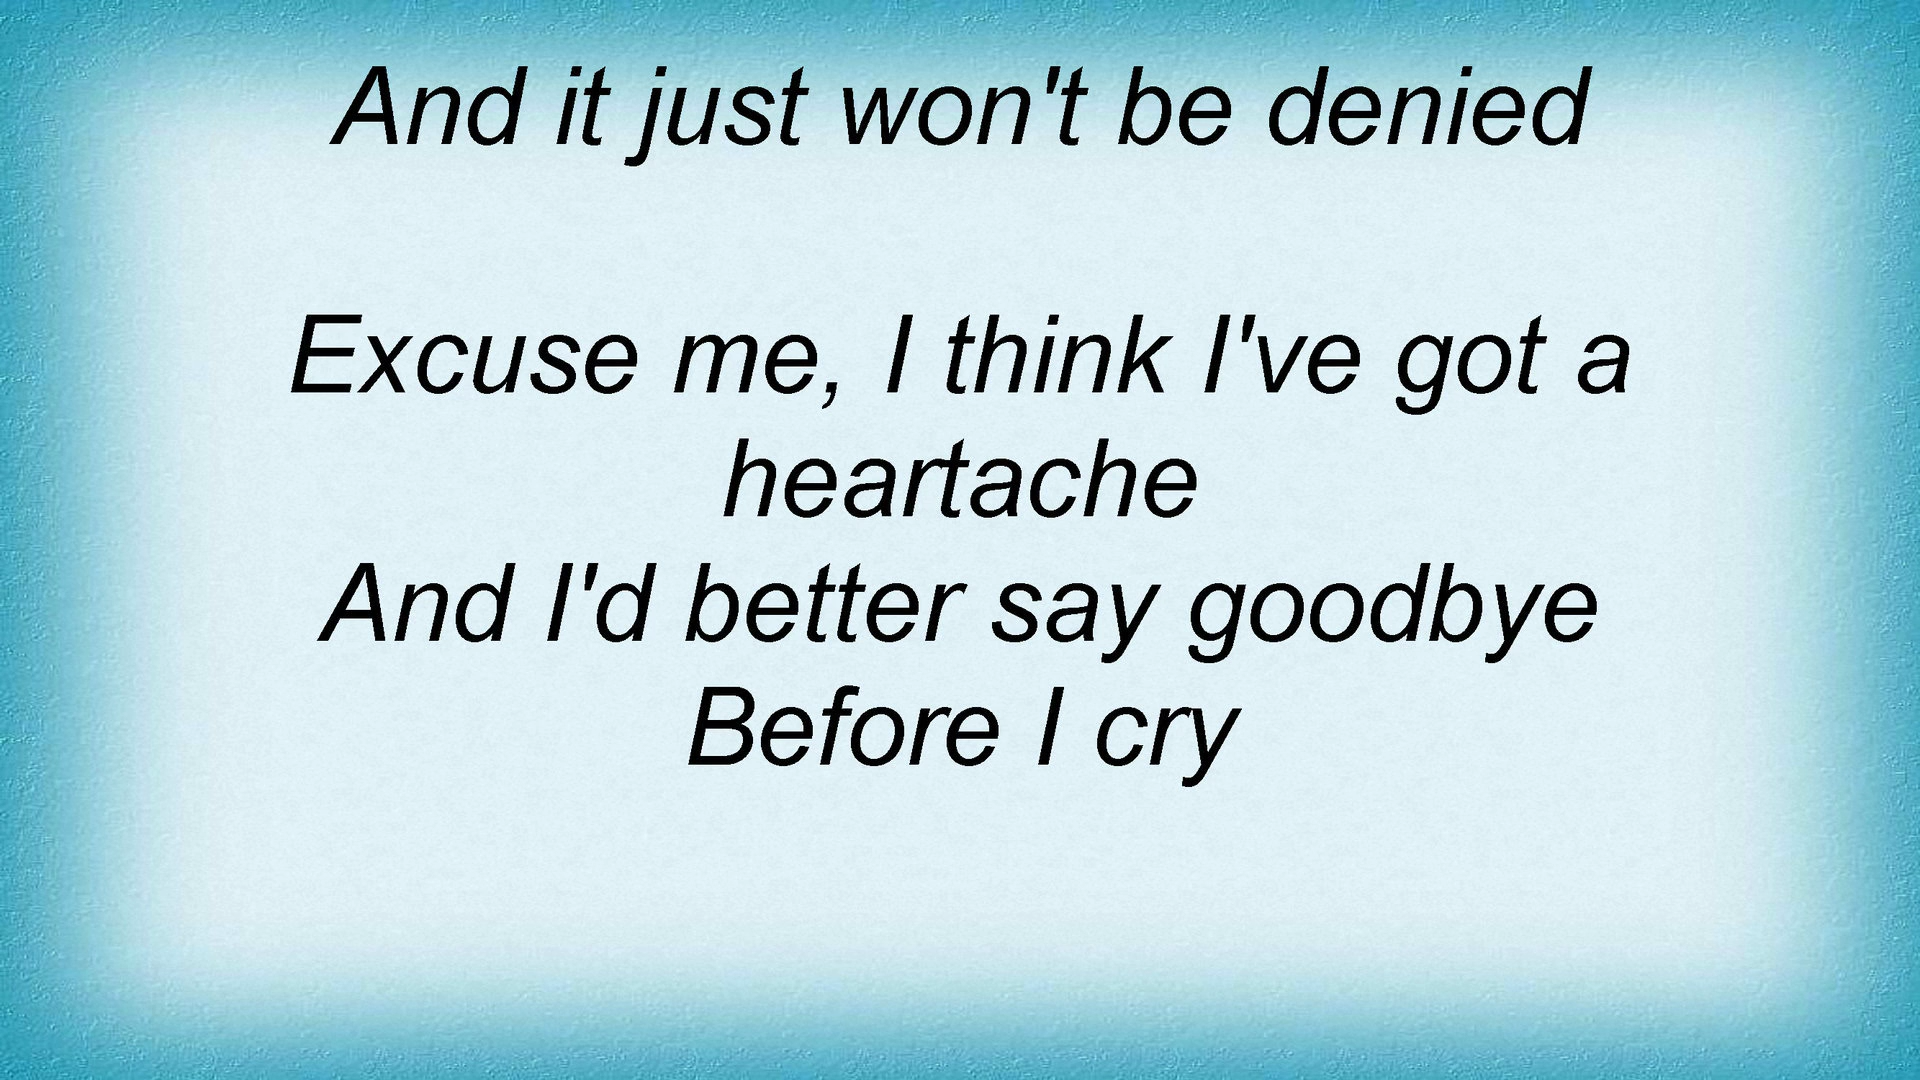 And it just won't be denied
Excuse me, I think I've got a
heartache
And I'd better say goodbye
Before I cry